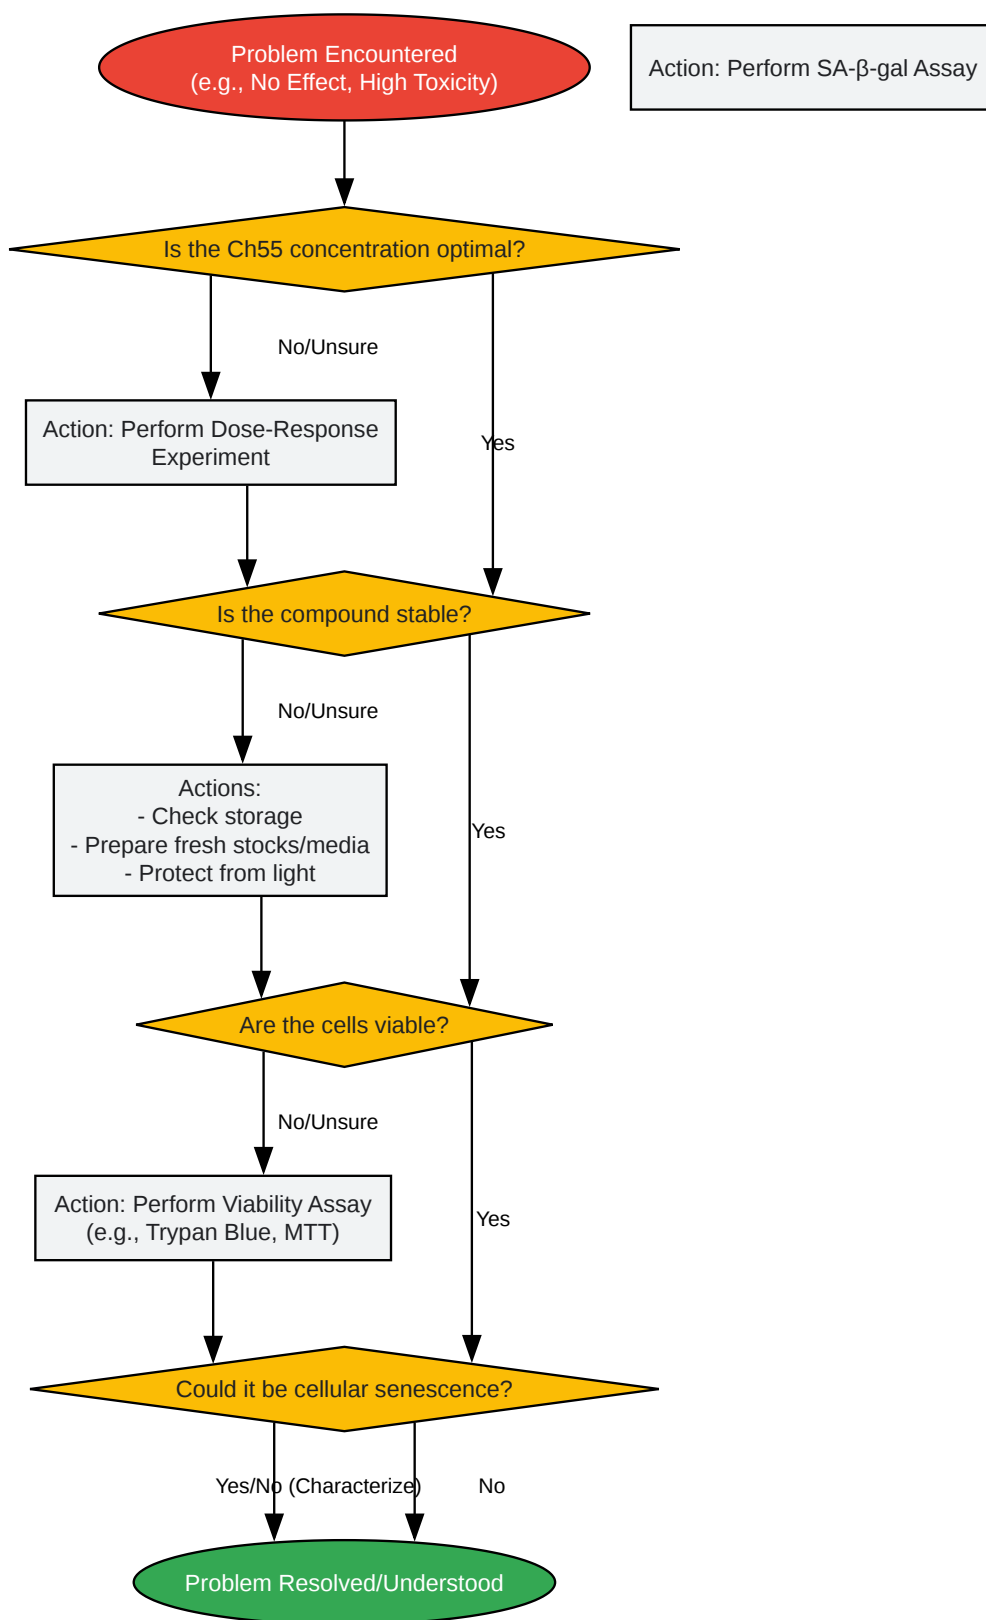 Problem Encountered
(e.g., No Effect, High Toxicity)
Action: Perform SA-β-gal Assay
Is the Ch55 concentration optimal?
No/Unsure
Action: Perform Dose-Response
Experiment
Yes
Is the compound stable?
No/Unsure
Actions:
- Check storage
- Prepare fresh stocks/media
- Protect from light
Yes
Are the cells viable?
No/Unsure
Action: Perform Viability Assay
(e.g., Trypan Blue, MTT)
Yes
Could it be cellular senescence?
Yes/No (Characterize)
No
Problem Resolved/Understood